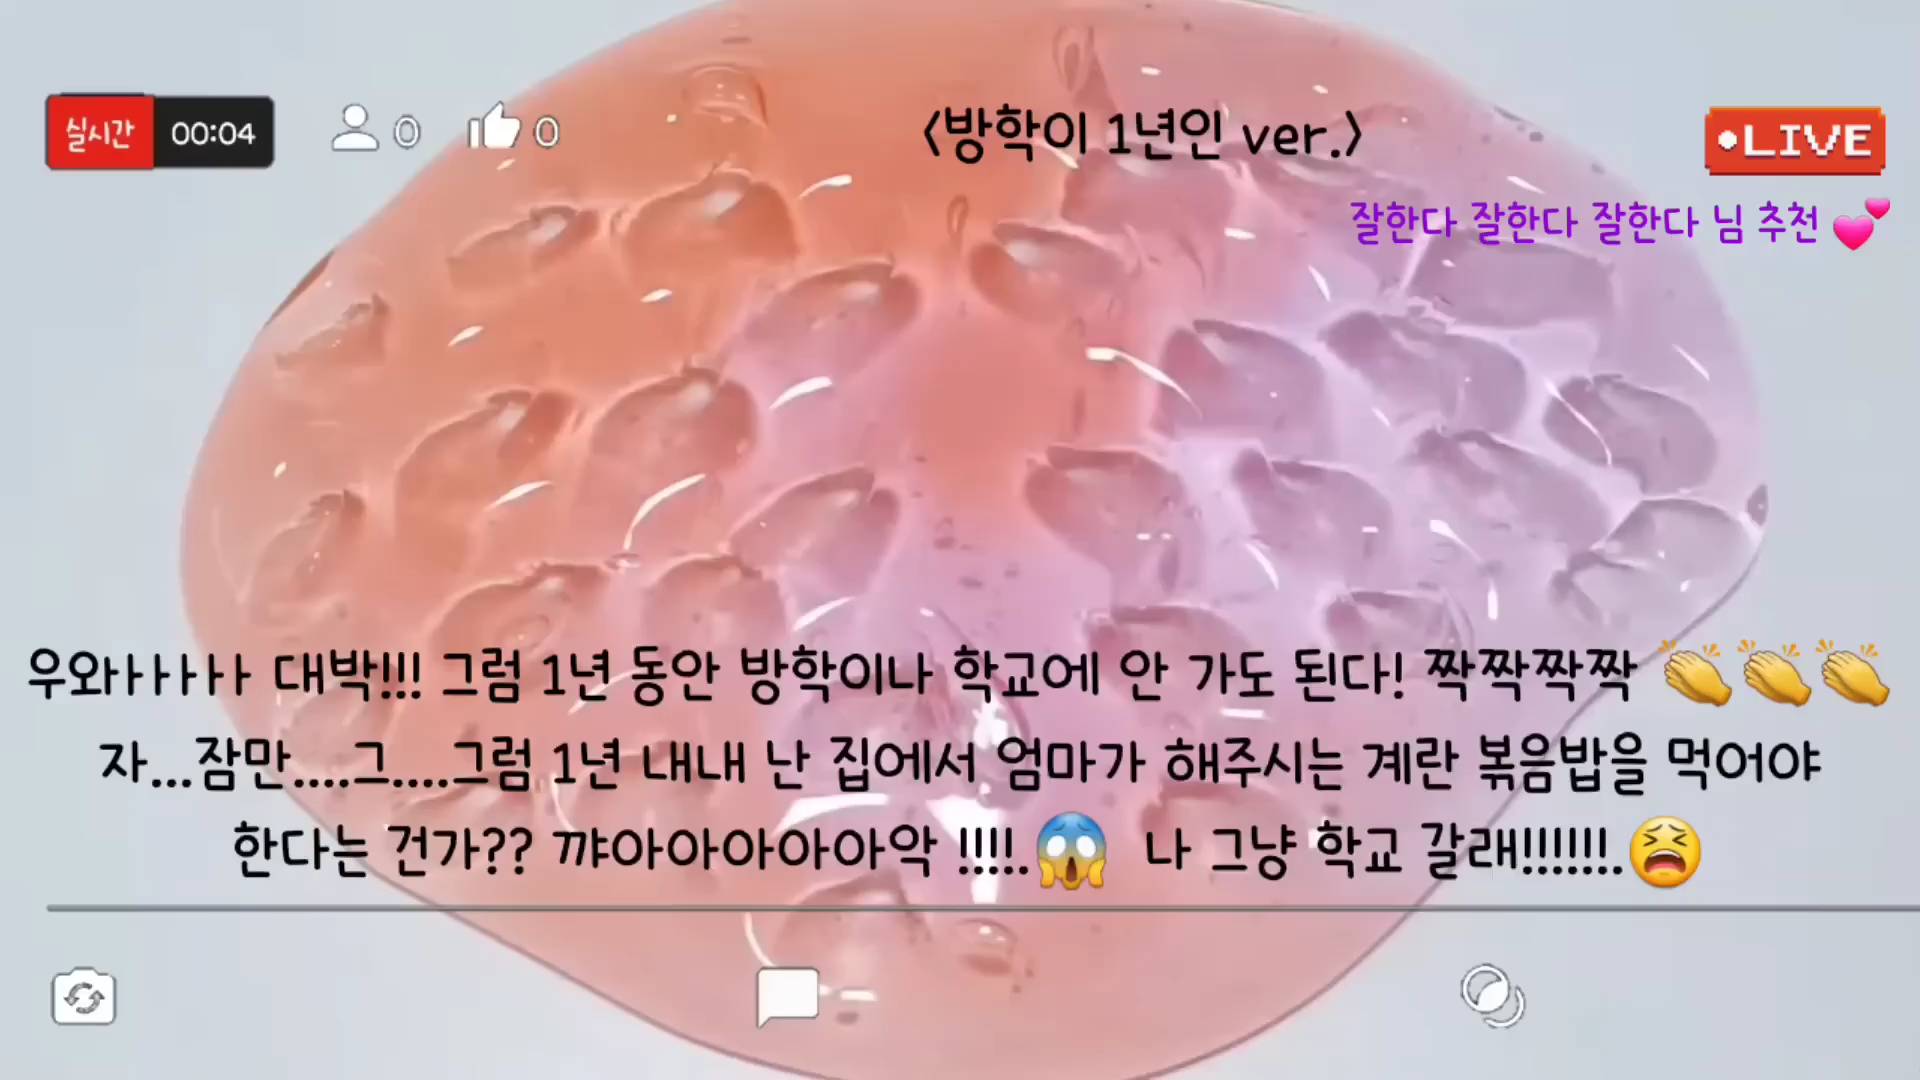 실시간 00:04 0 0
<방학이 1년인 ver.>
LIVE
잘한다 잘한다 잘한다 님 추천 💕
우와ㅏㅏㅏㅏㅏ 대박!!! 그럼 1년 동안 방학이나 학교에 안 가도 된다! 짝짝짝짝 👏👏👏
자...잠만....그....그럼 1년 내내 난 집에서 엄마가 해주시는 계란 볶음밥을 먹어야
한다는 건가?? 꺄아아아아아악 !!!!.😱 나 그냥 학교 갈래!!!!!!!.😫